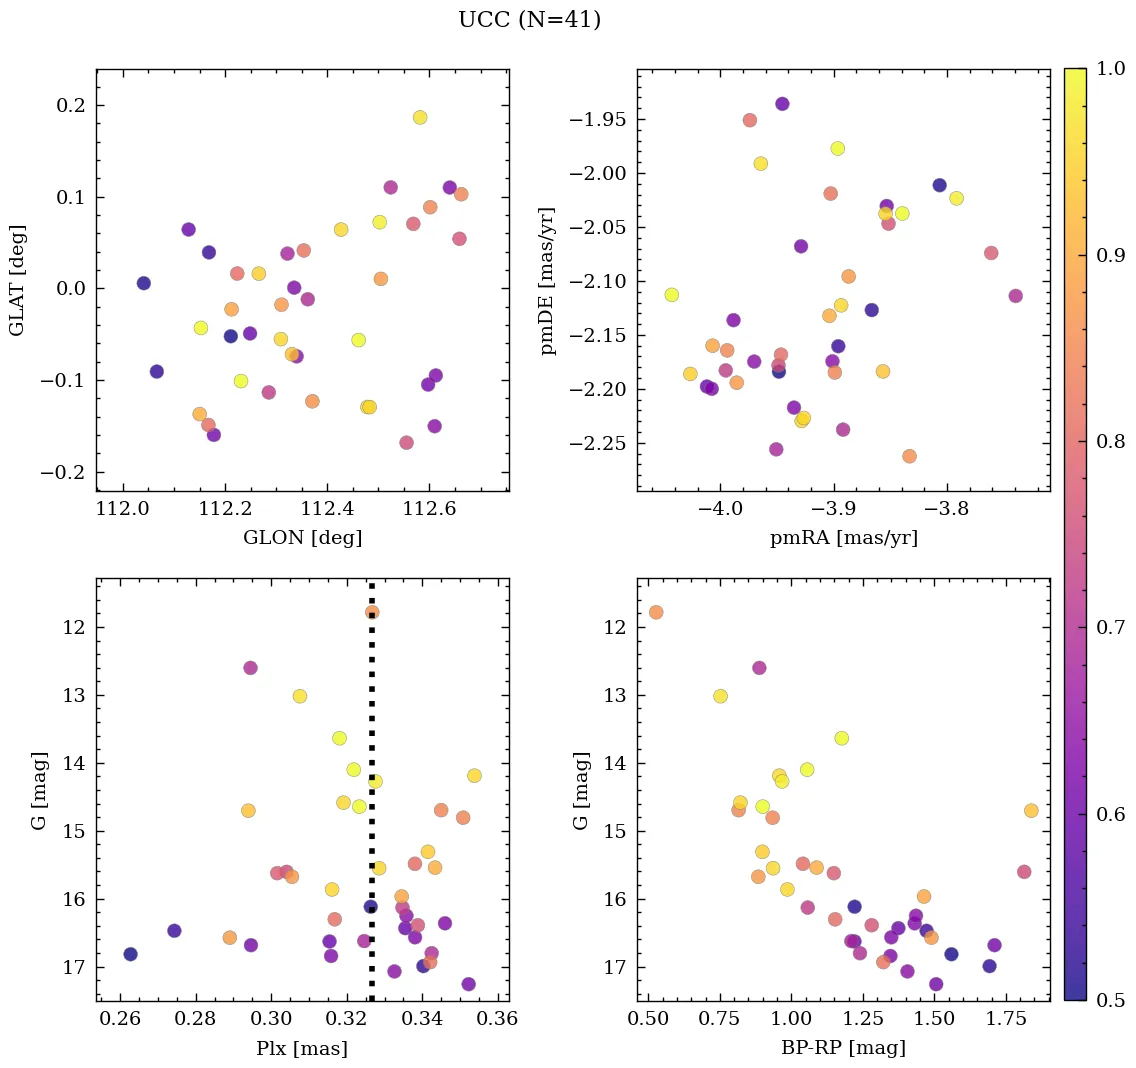 UCC (N=41)
0.2
0.1
0.0
−0.1
−0.2
GLAT [deg]
112.0 112.2 112.4 112.6
GLON [deg]
−1.95
−2.00
−2.05
−2.10
−2.15
−2.20
−2.25
pmDE [mas/yr]
−4.0 −3.9 −3.8
pmRA [mas/yr]
12
13
14
15
16
17
G [mag]
0.26 0.28 0.30 0.32 0.34 0.36
Plx [mas]
12
13
14
15
16
17
G [mag]
0.50 0.75 1.00 1.25 1.50 1.75
BP-RP [mag]
1.0
0.9
0.8
0.7
0.6
0.5